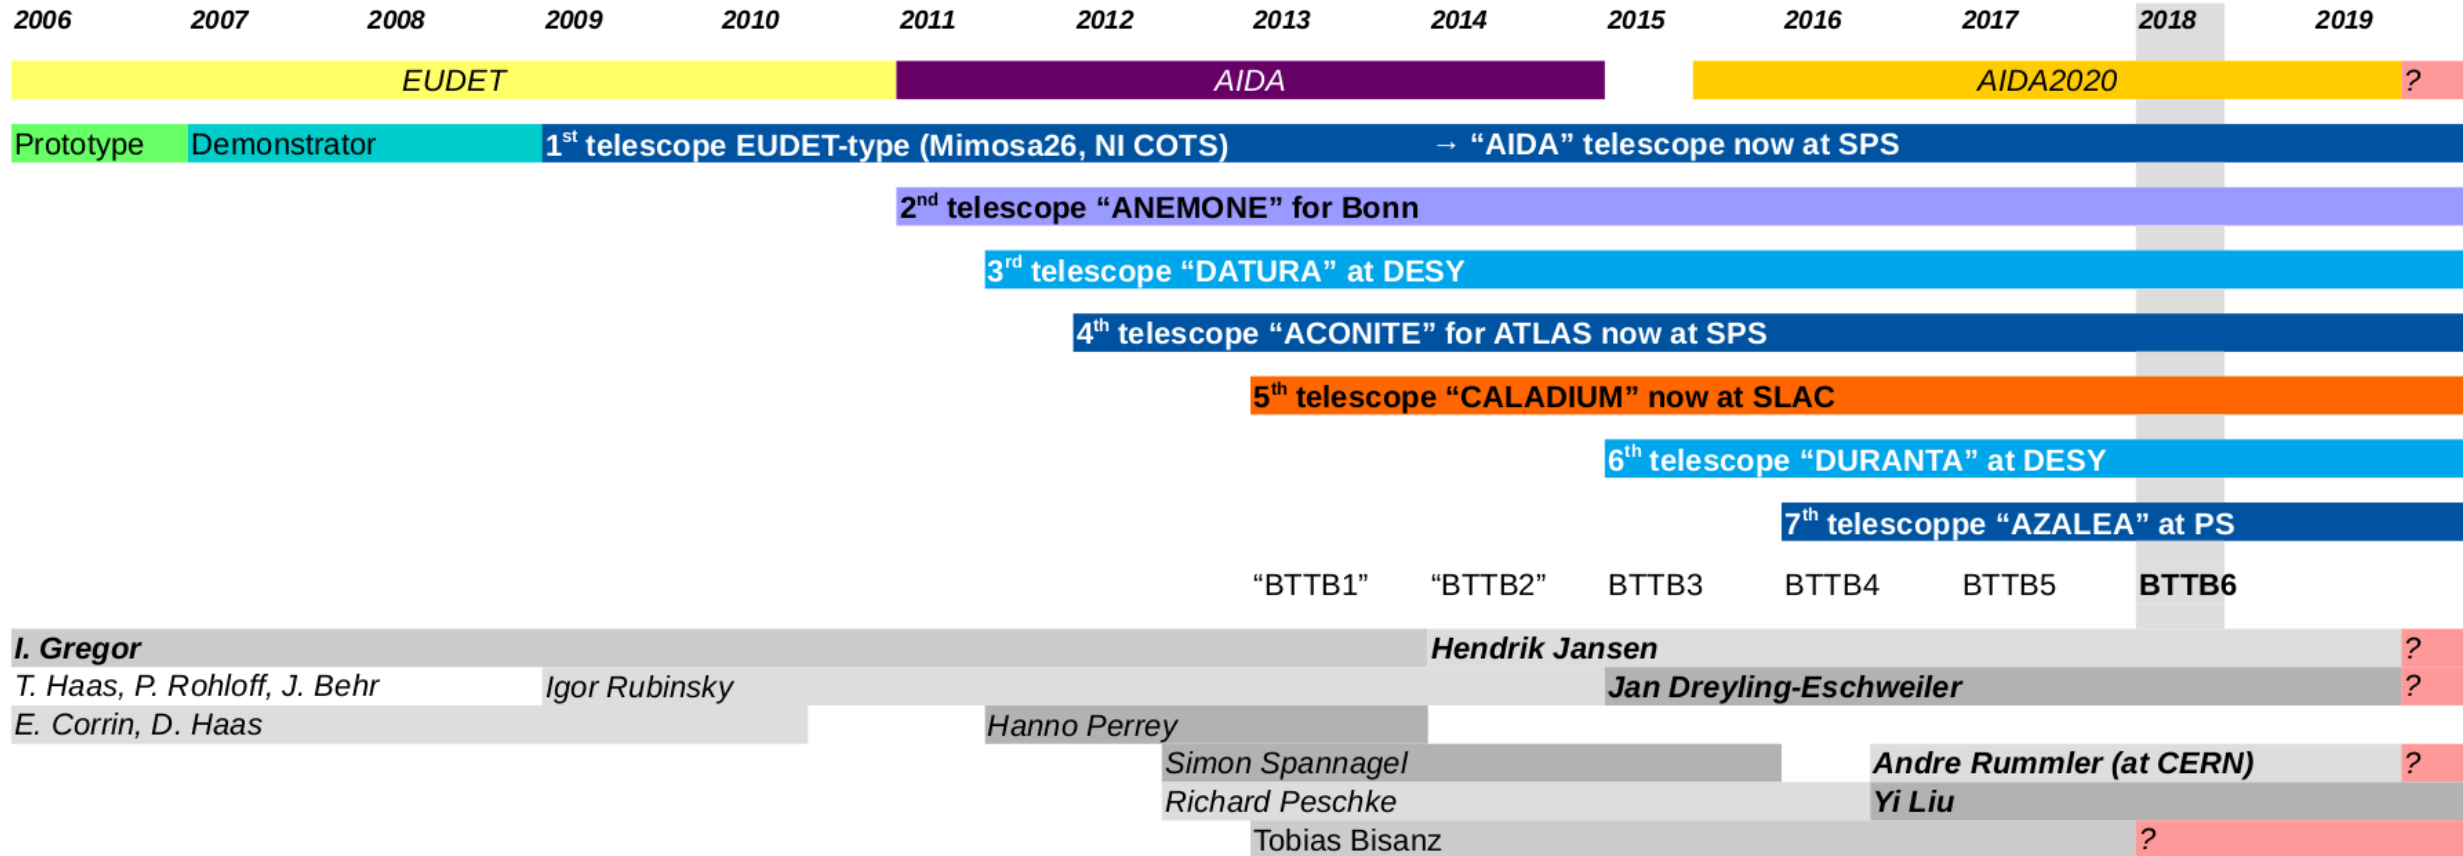 2006 2007 2008 2009 2010 2011 2012 2013 2014 2015 2016 2017 2018 2019
EUDET AIDA AIDA2020 ?
Prototype Demonstrator 1st telescope EUDET-type (Mimosa26, NI COTS) → “AIDA” telescope now at SPS
2nd telescope “ANEMONE” for Bonn
3rd telescope “DATURA” at DESY
4th telescope “ACONITE” for ATLAS now at SPS
5th telescope “CALADIUM” now at SLAC
6th telescope “DURANTA” at DESY
7th telescoppe “AZALEA” at PS
“BTTB1” “BTTB2” BTTB3 BTTB4 BTTB5 BTTB6
I. Gregor Hendrik Jansen ?
T. Haas, P. Rohloff, J. Behr Igor Rubinsky Jan Dreyling-Eschweiler ?
E. Corrin, D. Haas Hanno Perrey
Simon Spannagel Andre Rummler (at CERN) ?
Richard Peschke Yi Liu
Tobias Bisanz ?